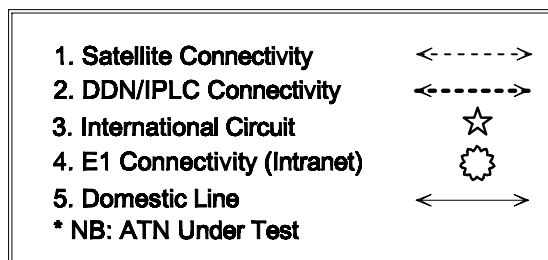 1. Satellite Connectivity
2. DDN/IPLC Connectivity
3. International Circuit
4. E1 Connectivity (Intranet)
5. Domestic Line
* NB: ATN Under Test